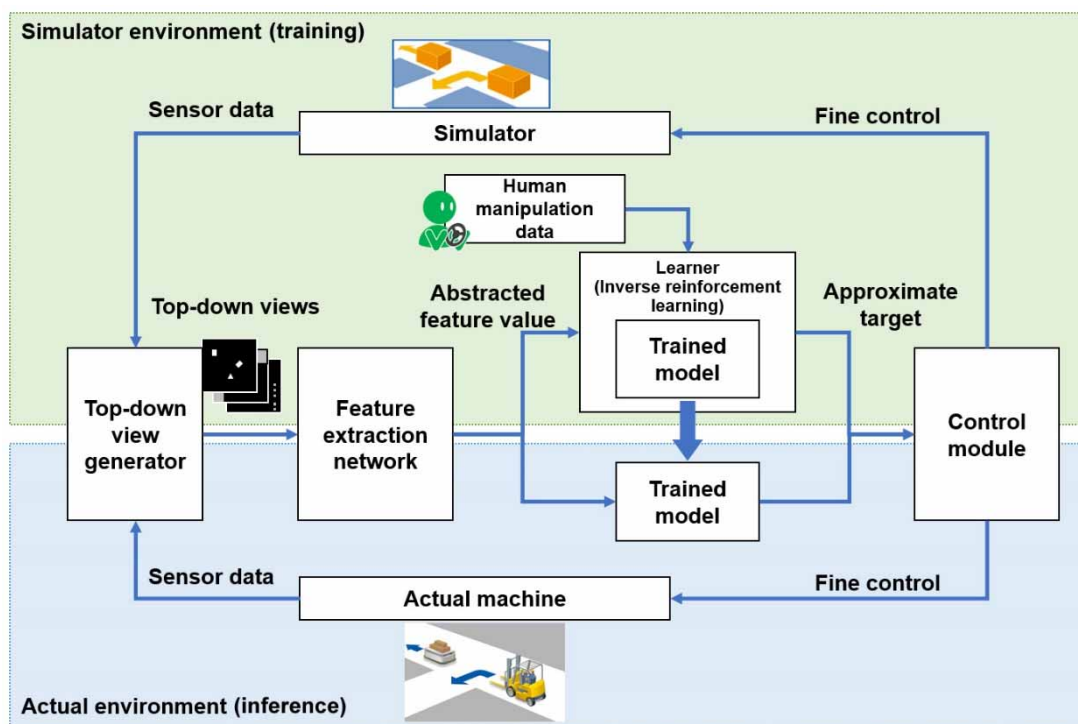 Simulator environment (training)
Sensor data
Simulator
Fine control
Human
manipulation
data
Learner
(Inverse reinforcement
learning)
Trained
model
Abstracted
feature value
Approximate
target
Top-down views
Top-down
view
generator
Feature
extraction
network
Control
module
Trained
model
Sensor data
Actual machine
Fine control
Actual environment (inference)